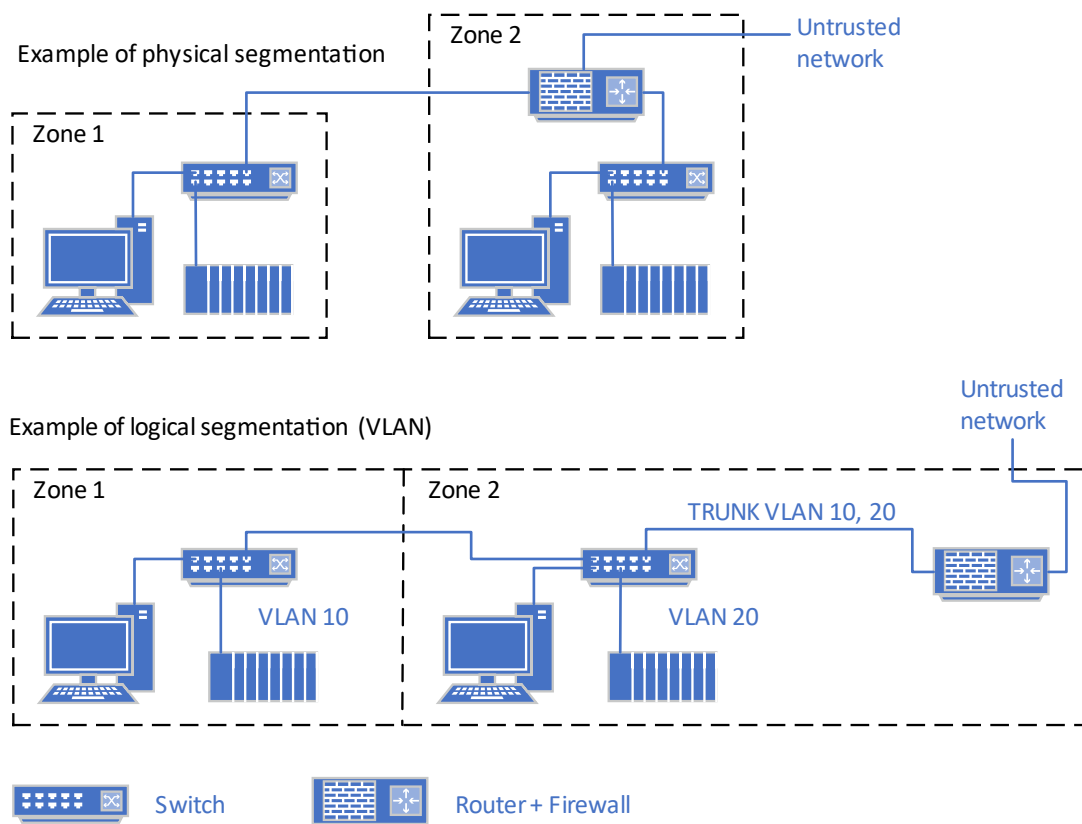 Example of physical segmentation
Zone 2
Untrusted
network
Zone 1
Example of logical segmentation (VLAN)
Untrusted
network
Zone 1
Zone 2
TRUNK VLAN 10, 20
VLAN 10
VLAN 20
Switch
Router + Firewall